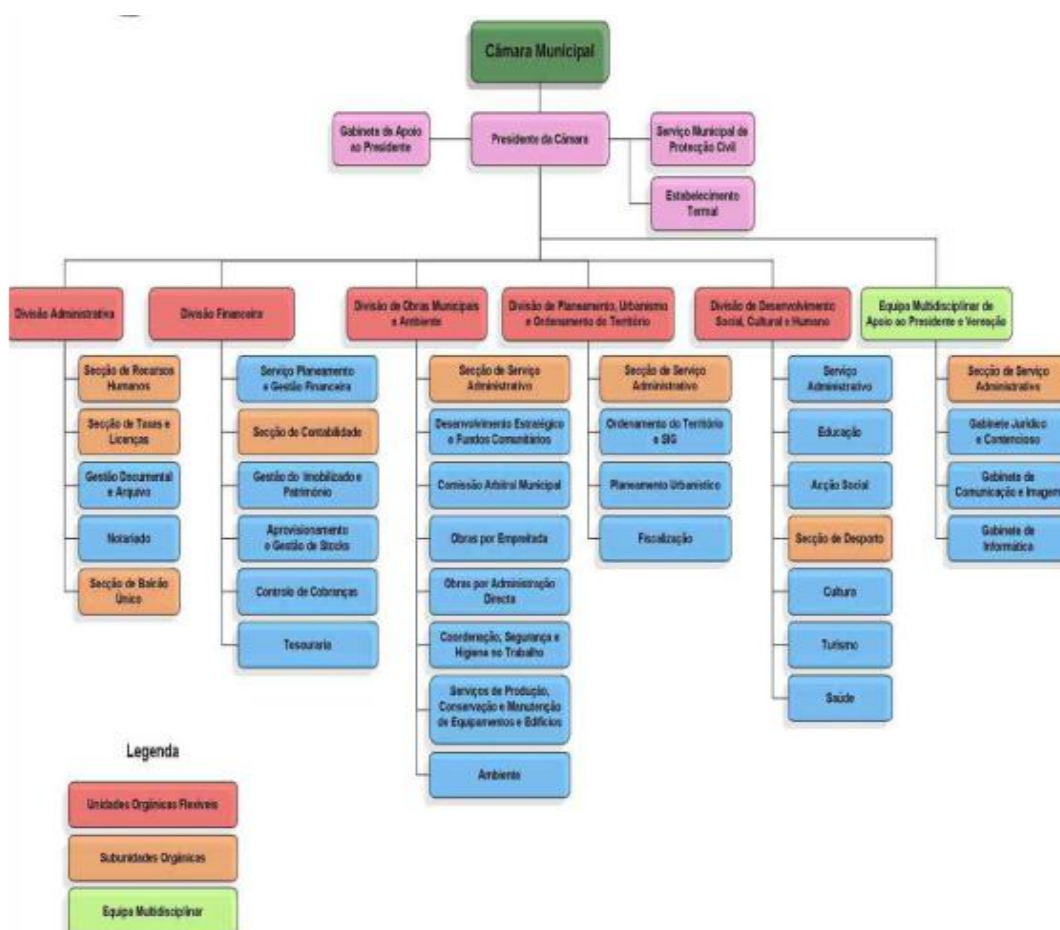 Câmara Municipal
Gabinete de Apoio
ao Presidente
Presidente da Câmara
Serviço Municipal de
Protecção Civil
Estabelecimento
Termal
Divisão Administrativa
Divisão Financeira
Divisão de Obras Municipais
e Ambiente
Divisão de Planeamento, Urbanismo
e Ordenamento do Território
Divisão de Desenvolvimento
Social, Cultural e Humano
Equipa Multidisciplinar de
Apoio ao Presidente e Vereação
Secção de Recursos
Humanos
Secção de Taxas e
Licenças
Gestão Documental
e Arquivo
Notariado
Secção de Balcão
Único
Serviço Planeamento
e Gestão Financeira
Secção de Contabilidade
Gestão do Imobilizado e
Património
Aprovisionamento
e Gestão de Stocks
Controlo de Cobranças
Tesouraria
Secção de Serviço
Administrativo
Desenvolvimento Estratégico
e Fundos Comunitários
Comissão Arbitral Municipal
Obras por Empreitada
Obras por Administração
Directa
Coordenação, Segurança e
Higiene no Trabalho
Serviços de Produção,
Conservação e Manutenção
de Equipamentos e Edifícios
Ambiente
Secção de Serviço
Administrativo
Ordenamento do Território
e SIG
Planeamento Urbanístico
Fiscalização
Serviço
Administrativo
Educação
Acção Social
Secção de Desporto
Cultura
Turismo
Saúde
Secção de Serviço
Administrativo
Gabinete Jurídico
e Contencioso
Gabinete de
Comunicação e Imagem
Gabinete de
Informática
Legenda
Unidades Orgânicas Flexíveis
Subunidades Orgânicas
Equipa Multidisciplinar